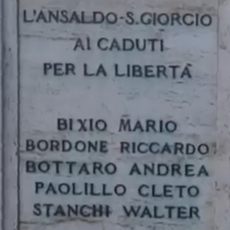 L'ANSALDO-S.GIORGIO
AI CADUTI
PER LA LIBERTÀ
BIXIO MARIO
BORDONE RICCARDO
BOTTARO ANDREA
PAOLILLO CLETO
STANCHI WALTER